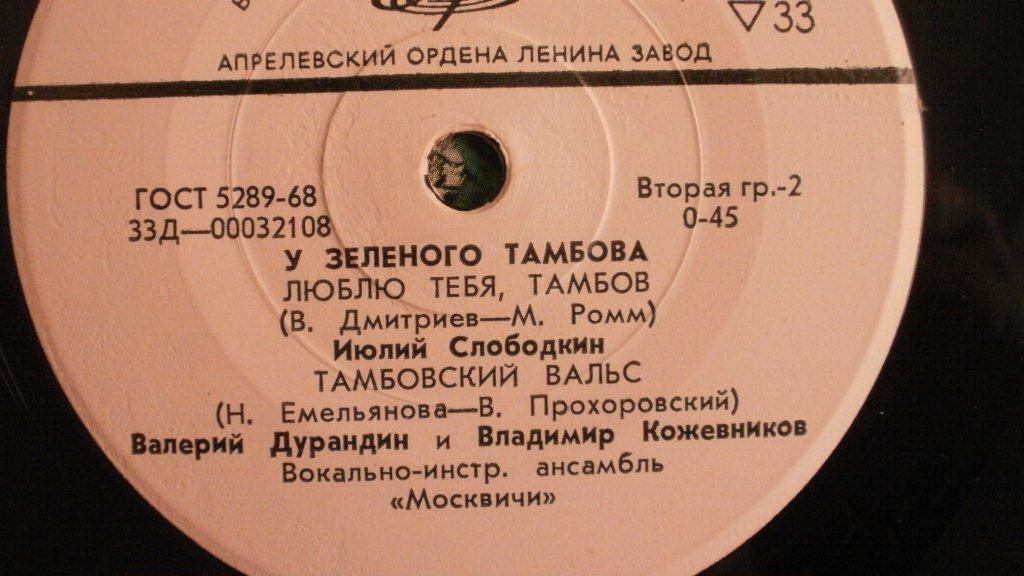 ▽33
АПРЕЛЕВСКИЙ ОРДЕНА ЛЕНИНА ЗАВОД
ГОСТ 5289-68
33Д—00032108
Вторая гр.-2
0-45
У ЗЕЛЕНОГО ТАМБОВА
ЛЮБЛЮ ТЕБЯ, ТАМБОВ
(В. Дмитриев—М. Ромм)
Июлий Слободкин
ТАМБОВСКИЙ ВАЛЬС
(Н. Емельянова—В. Прохоровский)
Валерий Дурандин и Владимир Кожевников
Вокально-инстр. ансамбль
«Москвичи»